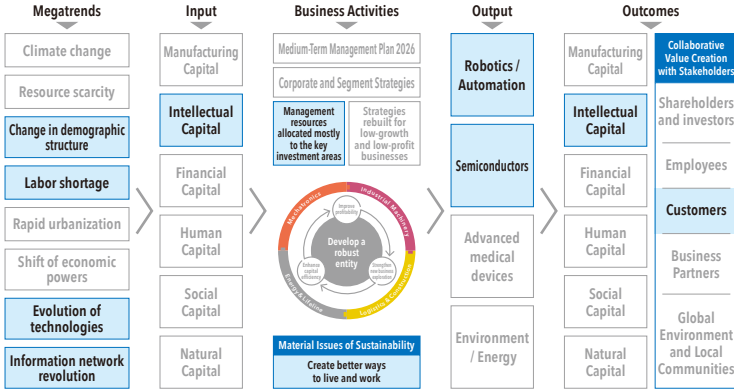 Megatrends
Climate change
Resource scarcity
Change in demographic
structure
Labor shortage
Rapid urbanization
Shift of economic
powers
Evolution of
technologies
Information network
revolution
Input
Manufacturing
Capital
Intellectual
Capital
Financial
Capital
Human
Capital
Social
Capital
Natural
Capital
Business Activities
Medium-Term Management Plan 2026
Corporate and Segment Strategies
Management
resources
allocated mostly
to the key
investment areas
Strategies
rebuilt for
low-growth
and low-profit
businesses
Mechatronics
Industrial Machinery
Improve
profitability
Develop a
robust
entity
Enhance
capital
efficiency
Strengthen
new business
exploration
Energy & Lifeline
Logistics & Construction
Material Issues of Sustainability
Create better ways
to live and work
Output
Robotics /
Automation
Semiconductors
Advanced
medical
devices
Environment
/ Energy
Outcomes
Manufacturing
Capital
Intellectual
Capital
Financial
Capital
Human
Capital
Social
Capital
Natural
Capital
Collaborative
Value Creation
with Stakeholders
Shareholders
and investors
Employees
Customers
Business
Partners
Global
Environment
and Local
Communities